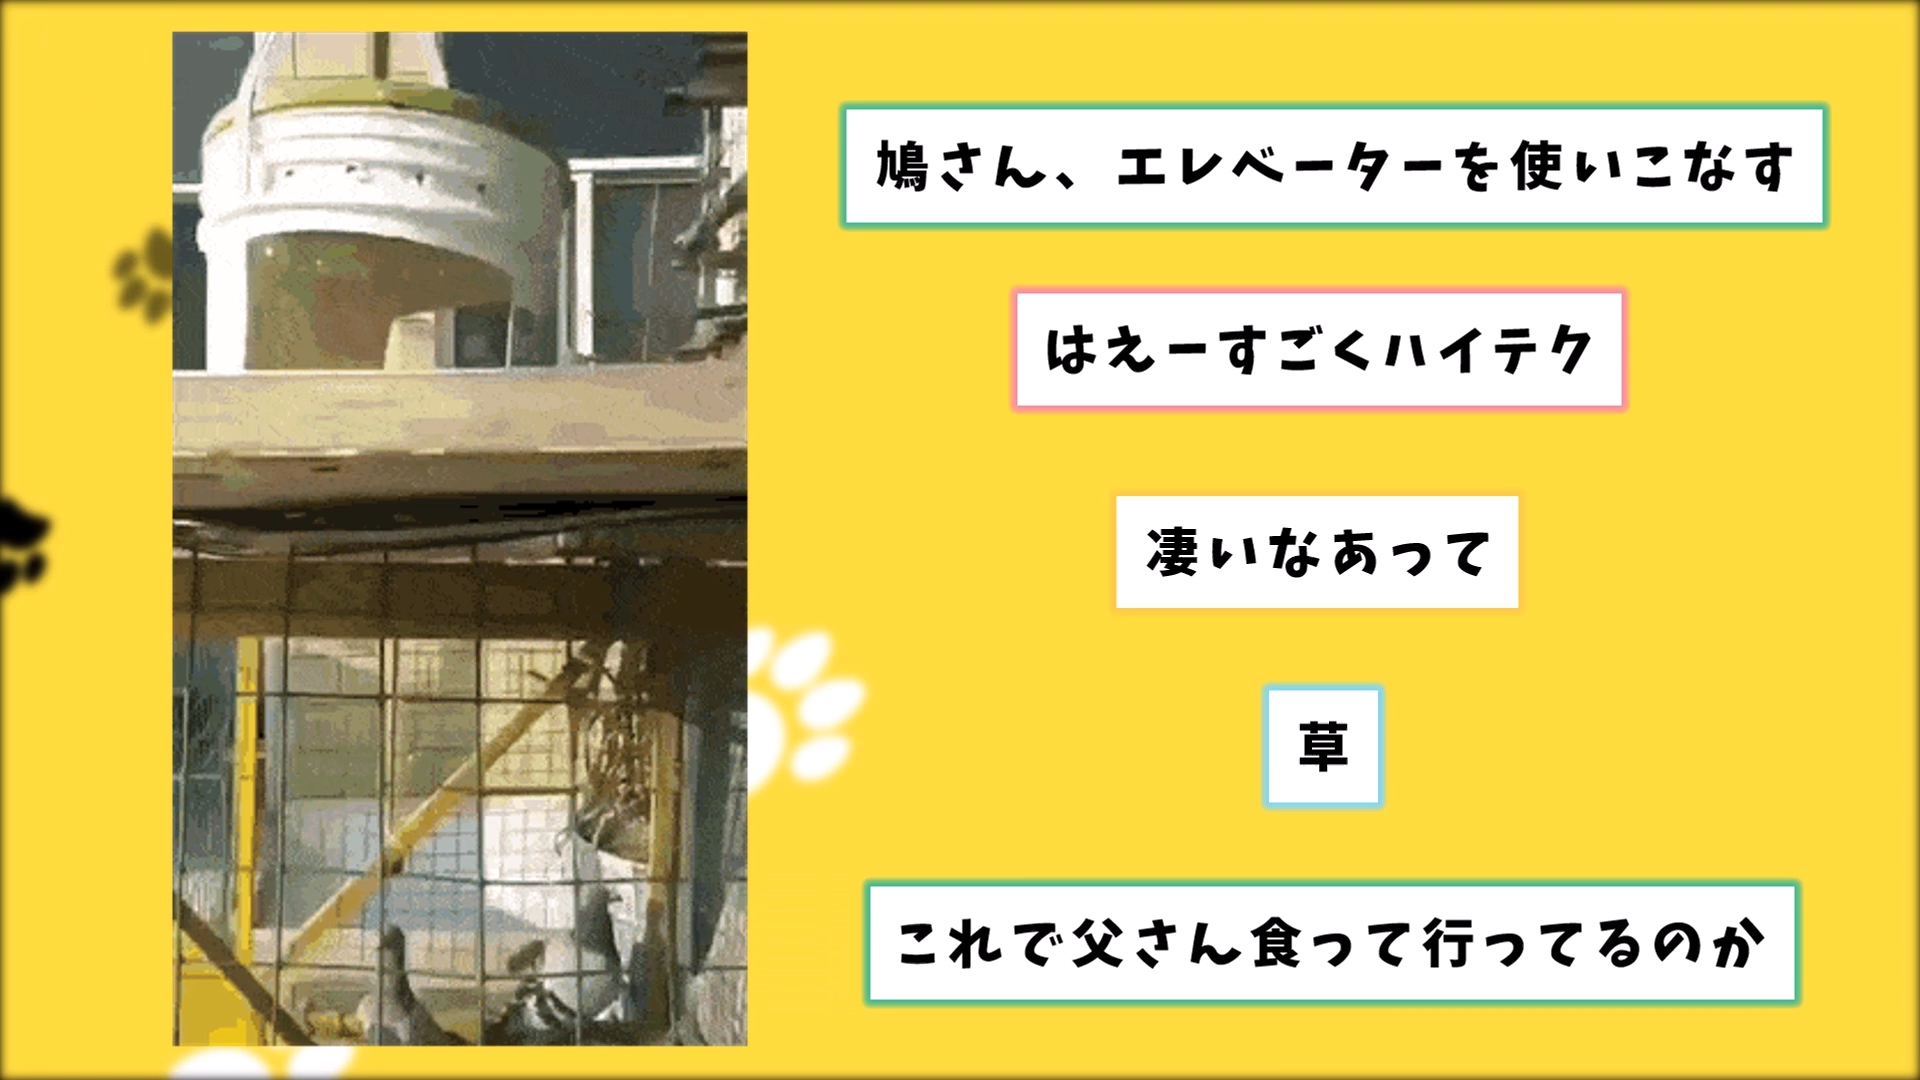 鳩さん、エレベーターを使いこなす
はえーすごくハイテク
凄いなあって
草
これで父さん食って行ってるのか